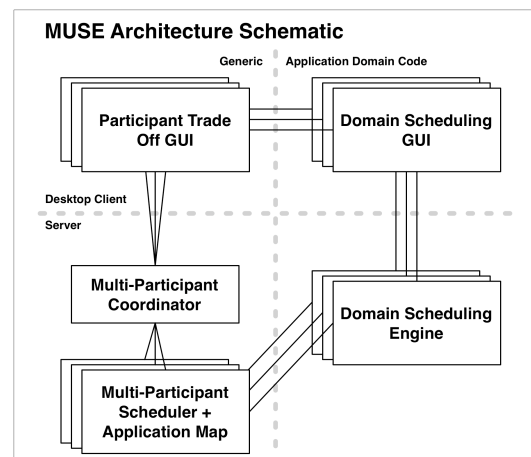 MUSE Architecture Schematic
Generic
Application Domain Code
Participant Trade
Off GUI
Domain Scheduling
GUI
Desktop Client
Server
Multi-Participant
Coordinator
Domain Scheduling
Engine
Multi-Participant
Scheduler +
Application Map